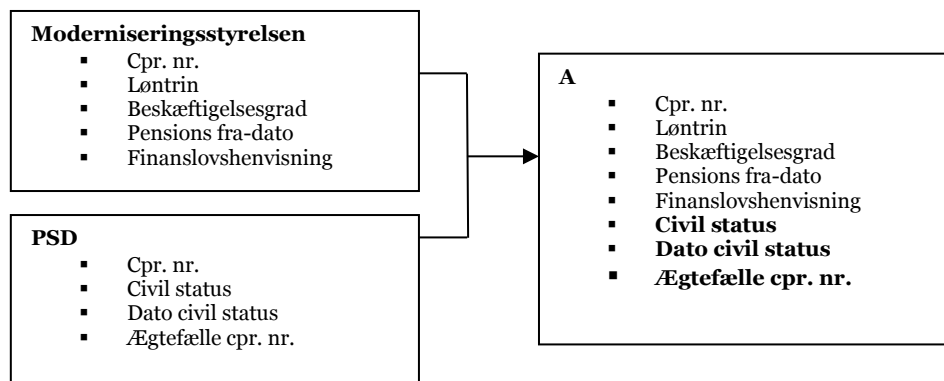 Moderniseringsstyrelsen
▪ Cpr. nr.
▪ Løntrin
▪ Beskæftigelsesgrad
▪ Pensions fra-dato
▪ Finanslovshenvisning
PSD
▪ Cpr. nr.
▪ Civil status
▪ Dato civil status
▪ Ægtefælle cpr. nr.
A
▪ Cpr. nr.
▪ Løntrin
▪ Beskæftigelsesgrad
▪ Pensions fra-dato
▪ Finanslovshenvisning
▪ Civil status
▪ Dato civil status
▪ Ægtefælle cpr. nr.